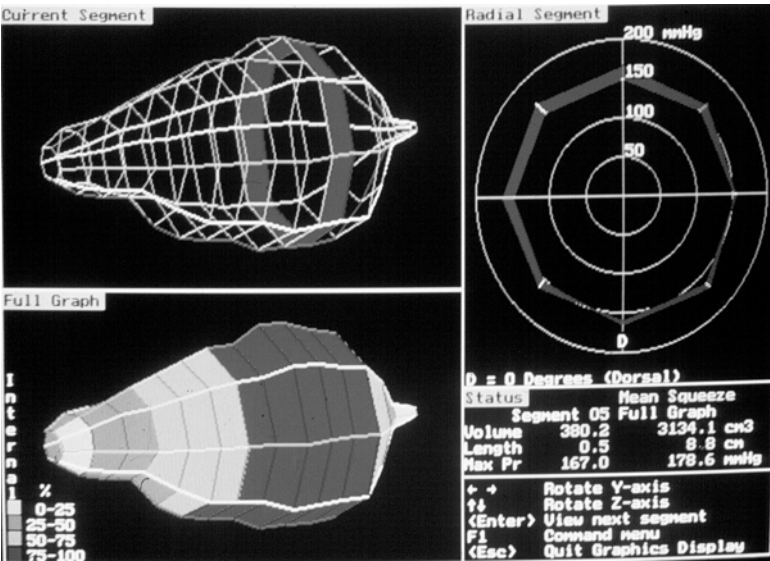 Current Segment
Full Graph
Internal
%
0-25
25-50
50-75
75-100
Radial Segment
200 mmHg
150
100
50
D
D = 0 Degrees (Dorsal)
Status Mean Squeeze
Segment 05 Full Graph
Volume 380.2 3134.1 cm3
Length 0.5 8.8 cm
Max Pr 167.0 178.6 mmHg
← → Rotate Y-axis
↑↓ Rotate Z-axis
<Enter> View next segment
F1 Command menu
<Esc> Quit Graphics Display